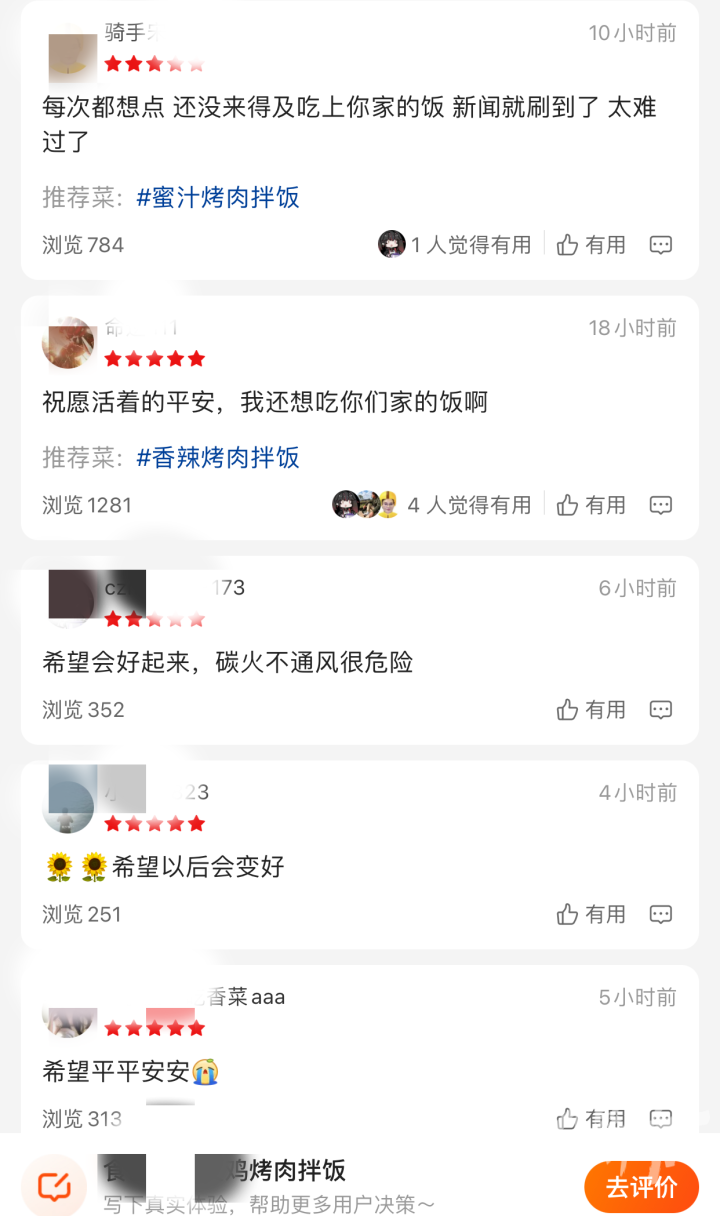 骑手
10小时前
每次都想点 还没来得及吃上你家的饭 新闻就刷到了 太难
过了
推荐菜：#蜜汁烤肉拌饭
浏览 784
1 人觉得有用
有用
18小时前
祝愿活着的平安，我还想吃你们家的饭啊
推荐菜：#香辣烤肉拌饭
浏览 1281
4 人觉得有用
有用
cz
173
6小时前
希望会好起来，碳火不通风很危险
浏览 352
有用
23
4小时前
🌻🌻希望以后会变好
浏览 251
有用
香菜aaa
5小时前
希望平平安安😭
浏览 313
有用
鸡烤肉拌饭
写下真实体验，帮助更多用户决策～
去评价